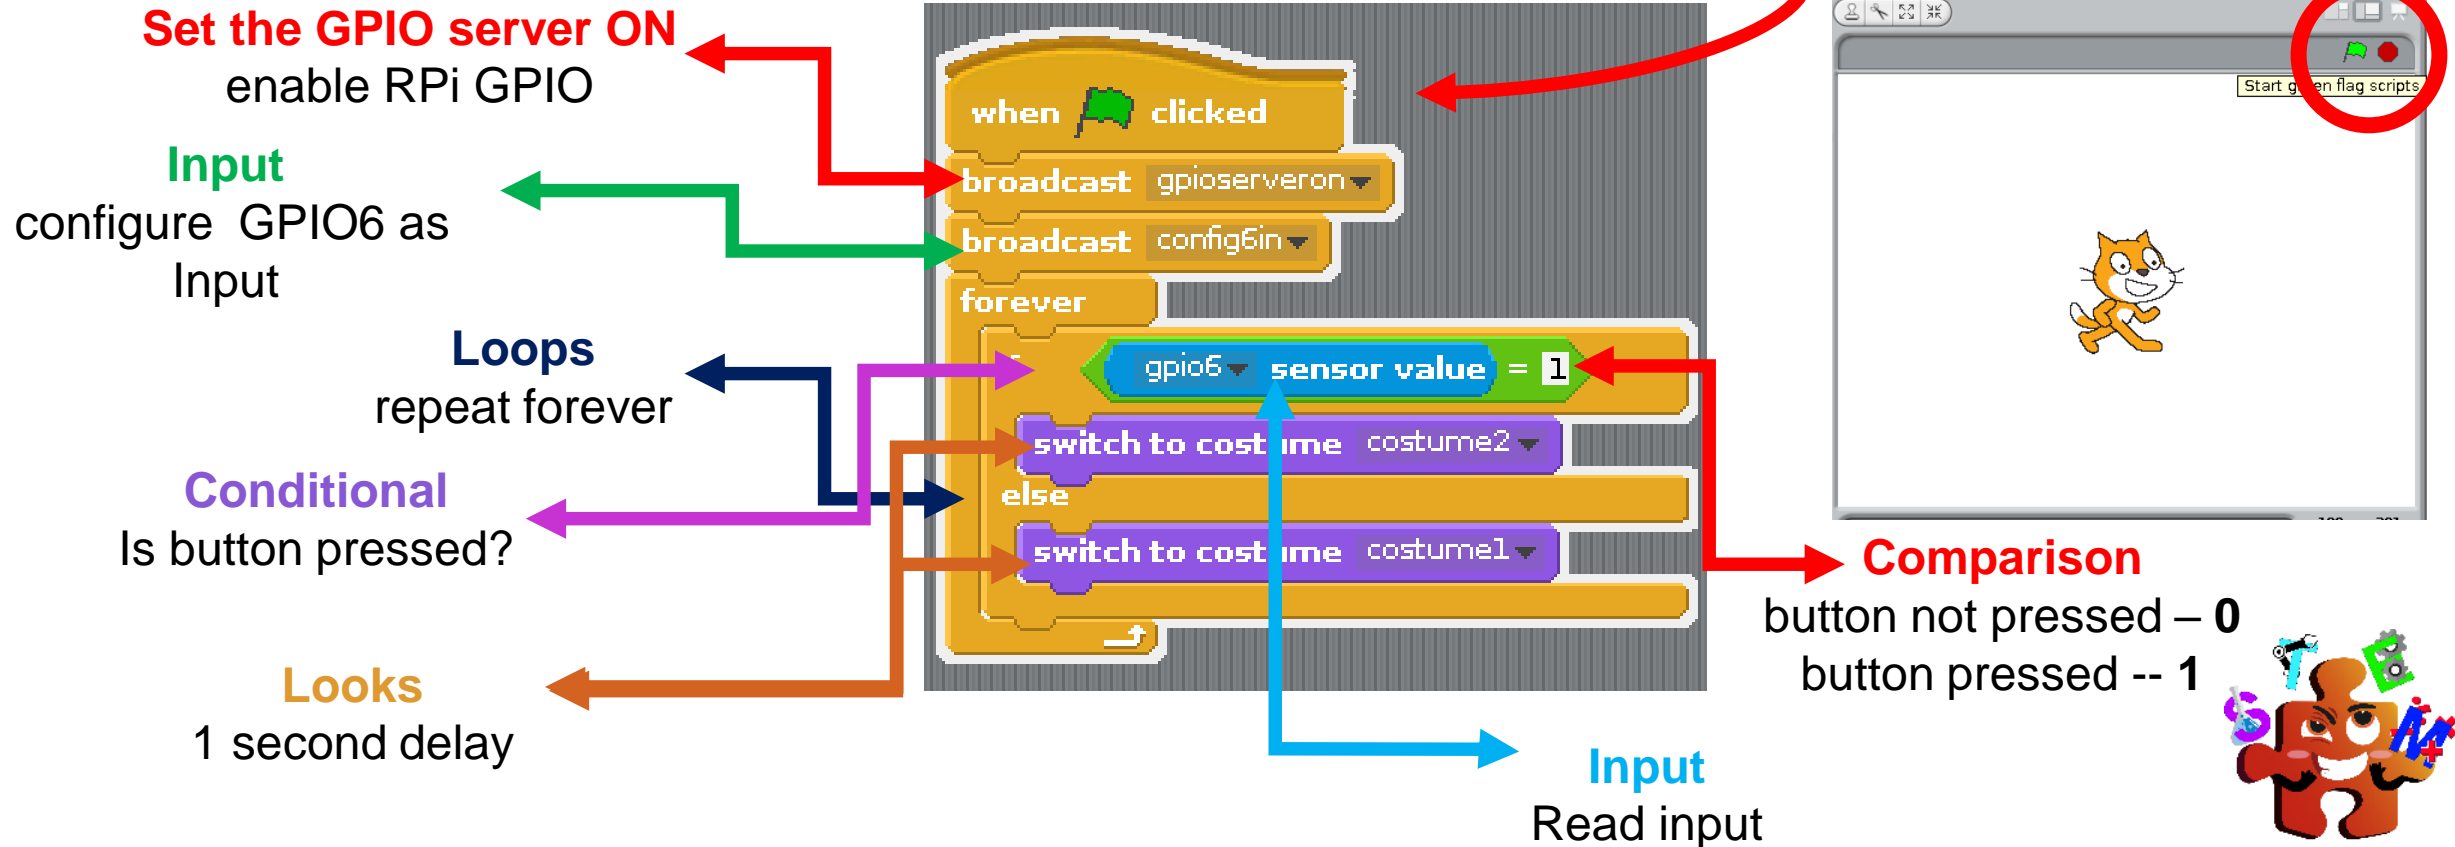 Set the GPIO server ON
enable RPi GPIO
Input
configure GPIO6 as
Input
Loops
repeat forever
Conditional
Is button pressed?
Looks
1 second delay
when clicked
broadcast gpioserveron
broadcast config6in
forever
gpio6 sensor value = 1
switch to costume costume2
else
switch to costume costume1
Start green flag scripts
Comparison
button not pressed – 0
button pressed -- 1
Input
Read input
S T E M